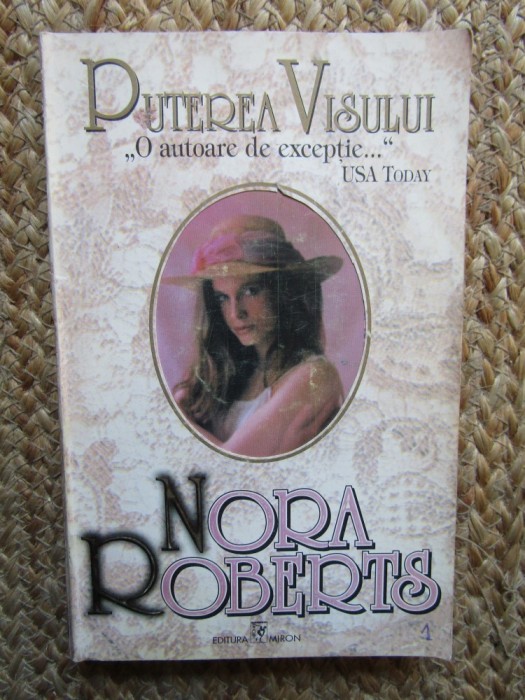 PUTEREA VISULUI
„O autoare de excepție...“
USA TODAY
NORA
ROBERTS
EDITURA MIRON
1